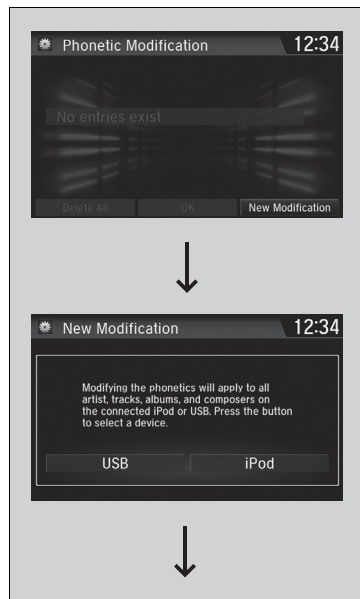 Phonetic Modification 12:34
No entries exist
Delete All OK New Modification
New Modification 12:34
Modifying the phonetics will apply to all
artist, tracks, albums, and composers on
the connected iPod or USB. Press the button
to select a device.
USB iPod